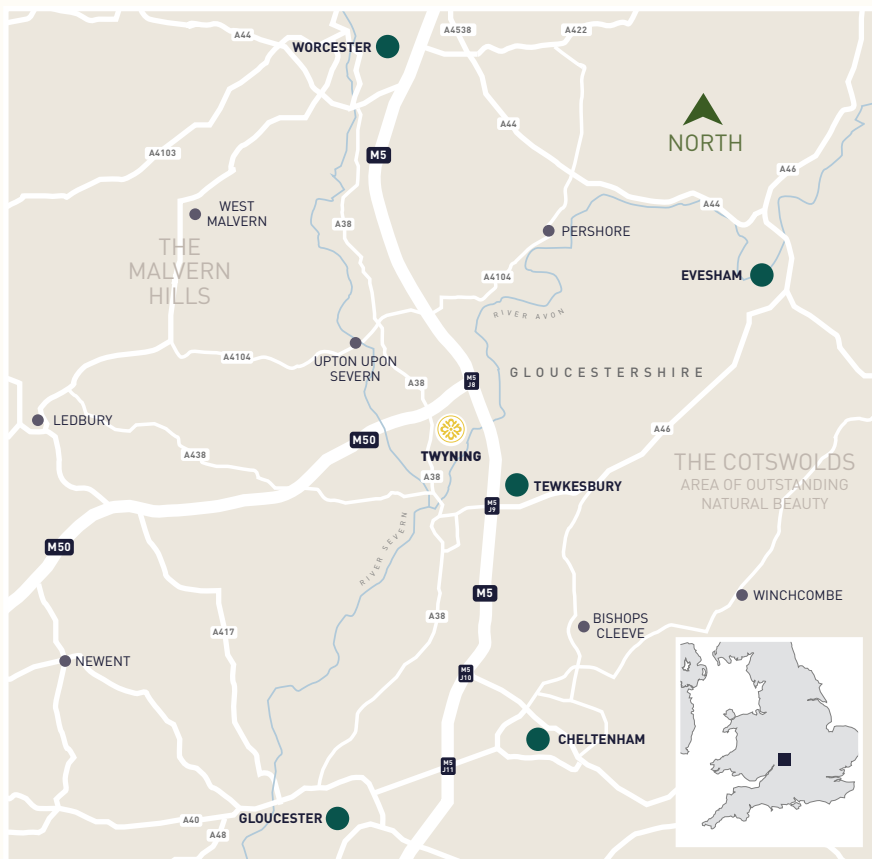 A44
WORCESTER
A4538
A422
A44
NORTH
M5
A4103
A46
WEST
MALVERN
A44
A38
PERSHORE
THE
MALVERN
HILLS
EVESHAM
A4104
RIVER AVON
UPTON UPON
SEVERN
A4104
A38
M5
J8
GLOUCESTERSHIRE
LEDBURY
M50
A46
A438
TWYNING
THE COTSWOLDS
AREA OF OUTSTANDING
NATURAL BEAUTY
A38
TEWKESBURY
M5
J9
M50
RIVER SEVERN
M5
WINCHCOMBE
A38
BISHOPS
CLEEVE
A417
NEWENT
M5
J10
CHELTENHAM
M5
J11
A40
GLOUCESTER
A48